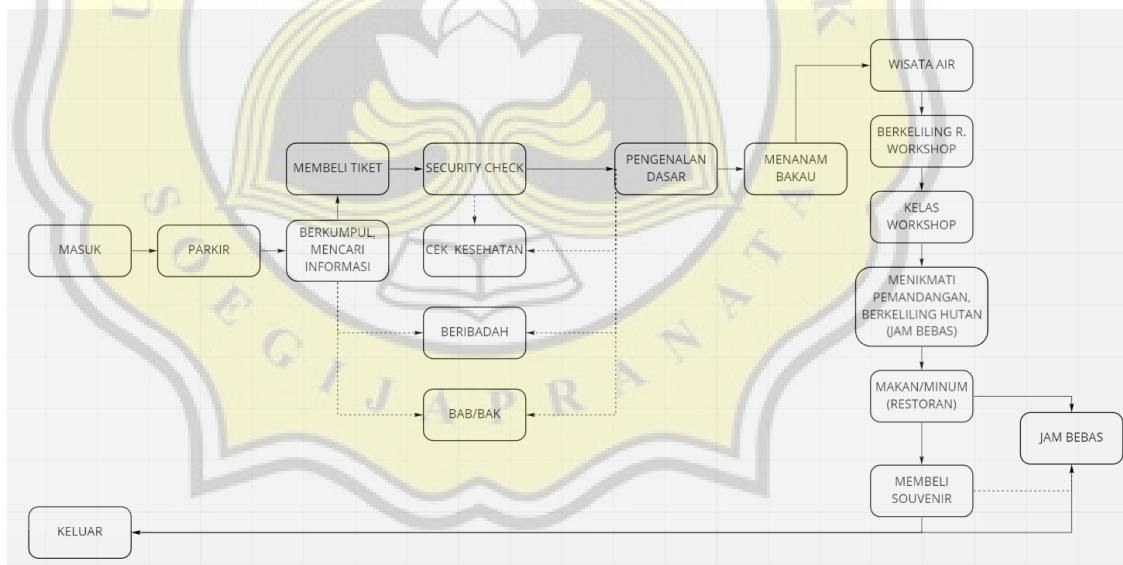 WISATA AIR
BERKELILING R.
WORKSHOP
MEMBELI TIKET
SECURITY CHECK
PENGENALAN
DASAR
MENANAM
BAKAU
KELAS
WORKSHOP
MASUK
PARKIR
BERKUMPUL,
MENCARI
INFORMASI
CEK KESEHATAN
MENIKMATI
PEMANDANGAN,
BERKELILING HUTAN
(JAM BEBAS)
BERIBADAH
MAKAN/MINUM
(RESTORAN)
BAB/BAK
JAM BEBAS
MEMBELI
SOUVENIR
KELUAR
SOEGIJAPRANATA